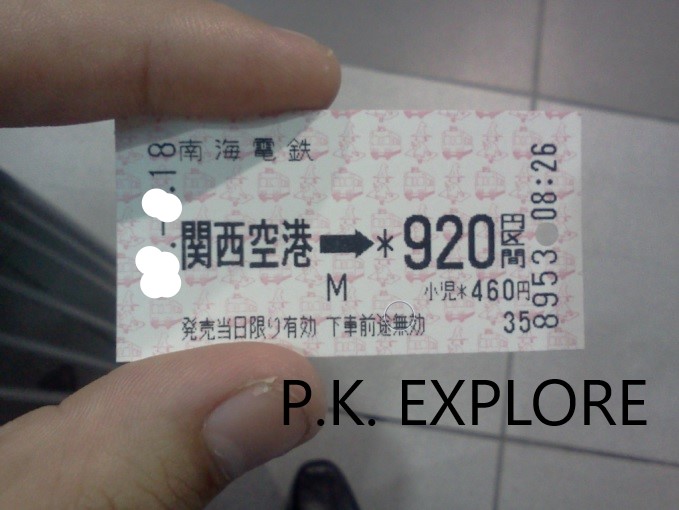 南海電鉄
関西空港➡*920円区間
M
小児*460円
発売当日限り有効 下車前途無効
35
8953 08:26
.-.18
P.K. EXPLORE